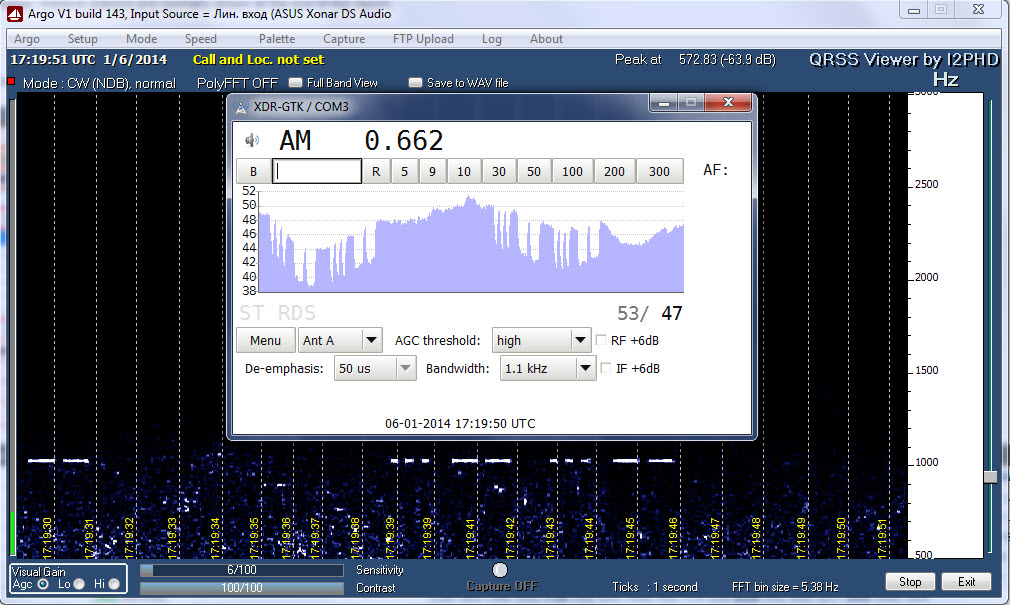 Argo V1 build 143, Input Source = Лин. вход (ASUS Xonar DS Audio
Argo Setup Mode Speed Palette Capture FTP Upload Log About
17:19:51 UTC 1/6/2014 Call and Loc. not set Peak at 572.83 (-63.9 dB) QRSS Viewer by I2PHD
Mode : CW (NDB), normal PolyFFT OFF Full Band View Save to WAV file Hz
XDR-GTK / COM3
AM 0.662
B R 5 9 10 30 50 100 200 300 AF:
52
50
48
46
44
42
40
38
ST RDS 53/ 47
Menu Ant A AGC threshold: high RF +6dB
De-emphasis: 50 us Bandwidth: 1.1 kHz IF +6dB
06-01-2014 17:19:50 UTC
2500
2000
1500
1000
500
17:19:30 17:19:31 17:19:32 17:19:33 17:19:34 17:19:35 17:19:36 17:19:37 17:19:38 17:19:39 17:19:39 17:19:41 17:19:42 17:19:43 17:19:44 17:19:45 17:19:46 17:19:47 17:19:48 17:19:49 17:19:50 17:19:51
Visual Gain
Agc Lo Hi
6/100 Sensitivity
100/100 Contrast
Capture OFF
Ticks : 1 second FFT bin size = 5.38 Hz
Stop Exit